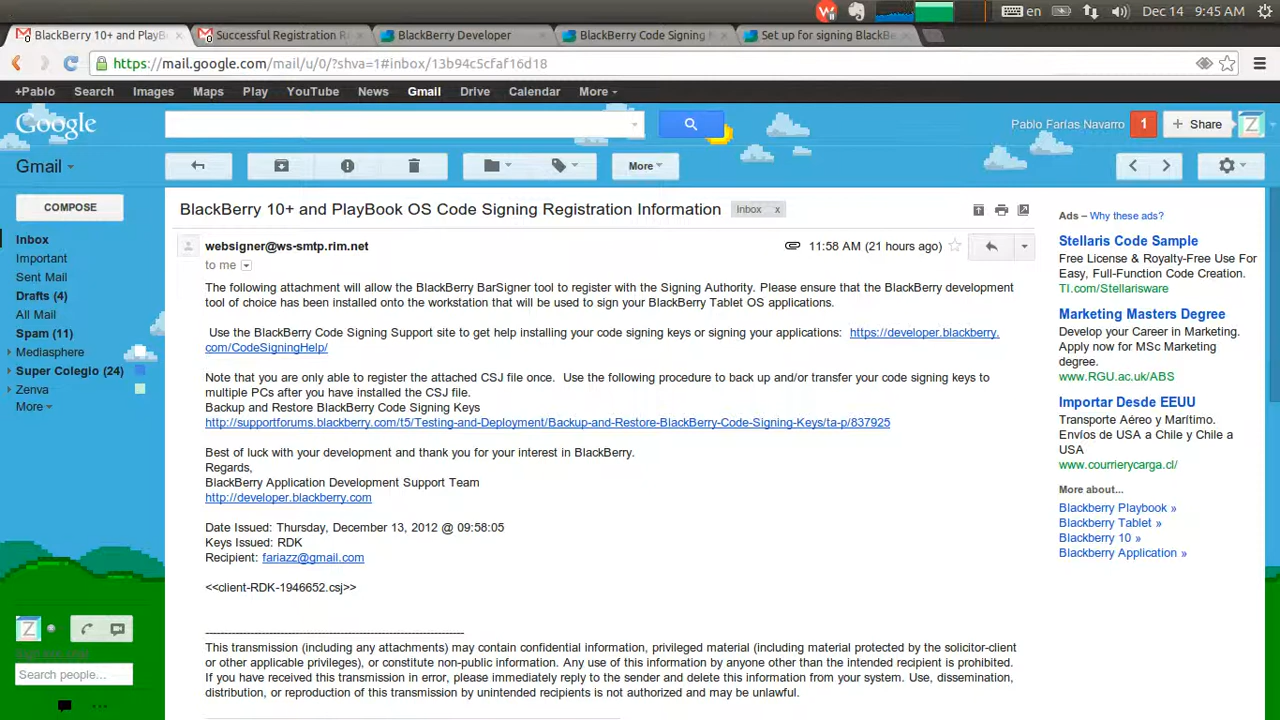 en Dec 14 9:45 AM
BlackBerry 10+ and PlayB
Successful Registration R
BlackBerry Developer
BlackBerry Code Signing
Set up for signing BlackBe
https://mail.google.com/mail/u/0/?shva=1#inbox/13b94c5cfaf16d18
+Pablo Search Images Maps Play YouTube News Gmail Drive Calendar More
Google
Pablo Farías Navarro 1 + Share
Gmail
More
COMPOSE
Inbox
Important
Sent Mail
Drafts (4)
All Mail
Spam (11)
Mediasphere
Super Colegio (24)
Zenva
More
Search people...
BlackBerry 10+ and PlayBook OS Code Signing Registration Information Inbox x
websigner@ws-smtp.rim.net 11:58 AM (21 hours ago)
to me
The following attachment will allow the BlackBerry BarSigner tool to register with the Signing Authority. Please ensure that the BlackBerry development
tool of choice has been installed onto the workstation that will be used to sign your BlackBerry Tablet OS applications.
Use the BlackBerry Code Signing Support site to get help installing your code signing keys or signing your applications: https://developer.blackberry.
com/CodeSigningHelp/
Note that you are only able to register the attached CSJ file once. Use the following procedure to back up and/or transfer your code signing keys to
multiple PCs after you have installed the CSJ file.
Backup and Restore BlackBerry Code Signing Keys
http://supportforums.blackberry.com/t5/Testing-and-Deployment/Backup-and-Restore-BlackBerry-Code-Signing-Keys/ta-p/837925
Best of luck with your development and thank you for your interest in BlackBerry.
Regards,
BlackBerry Application Development Support Team
http://developer.blackberry.com
Date Issued: Thursday, December 13, 2012 @ 09:58:05
Keys Issued: RDK
Recipient: fariazz@gmail.com
<<client-RDK-1946652.csj>>
--------------------------------------------------------------------
This transmission (including any attachments) may contain confidential information, privileged material (including material protected by the solicitor-client
or other applicable privileges), or constitute non-public information. Any use of this information by anyone other than the intended recipient is prohibited.
If you have received this transmission in error, please immediately reply to the sender and delete this information from your system. Use, dissemination,
distribution, or reproduction of this transmission by unintended recipients is not authorized and may be unlawful.
Ads – Why these ads?
Stellaris Code Sample
Free License & Royalty-Free Use For
Easy, Full-Function Code Creation.
TI.com/Stellarisware
Marketing Masters Degree
Develop your Career in Marketing.
Apply now for MSc Marketing
degree.
www.RGU.ac.uk/ABS
Importar Desde EEUU
Transporte Aéreo y Marítimo.
Envíos de USA a Chile y Chile a
USA
www.courrierycarga.cl/
More about...
Blackberry Playbook »
Blackberry Tablet »
Blackberry 10 »
Blackberry Application »